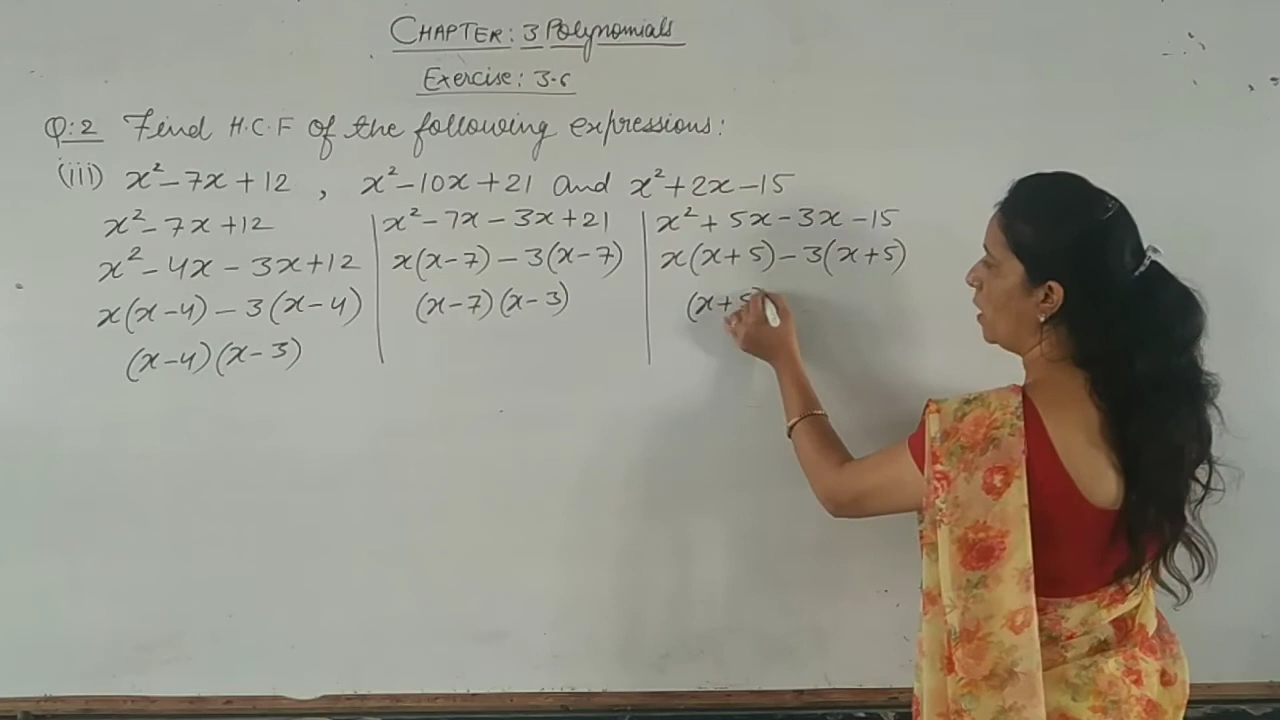 CHAPTER: 3 Polynomials
Exercise: 3.6
Q:2 Find H.C.F of the following expressions:
(iii) x²-7x+12 , x²-10x+21 and x²+2x-15
x²-7x+12
x²-4x-3x+12
x(x-4)-3(x-4)
(x-4)(x-3)
x²-7x-3x+21
x(x-7)-3(x-7)
(x-7)(x-3)
x²+5x-3x-15
x(x+5)-3(x+5)
(x+5)